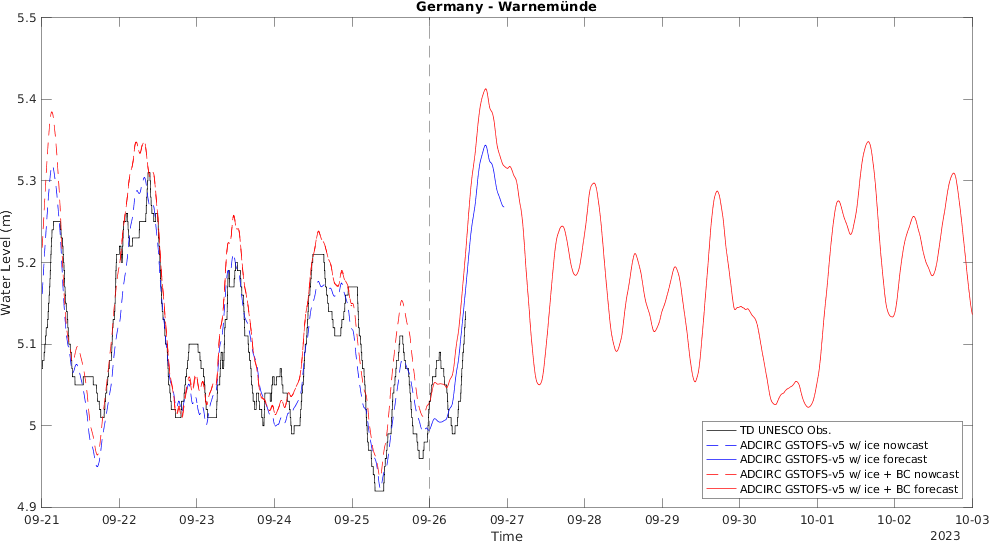 Germany - Warnemünde
5.5
5.4
5.3
5.2
5.1
5
4.9
Water Level (m)
09-21 09-22 09-23 09-24 09-25 09-26 09-27 09-28 09-29 09-30 10-01 10-02 10-03
Time
2023
TD UNESCO Obs.
ADCIRC GSTOFS-v5 w/ ice nowcast
ADCIRC GSTOFS-v5 w/ ice forecast
ADCIRC GSTOFS-v5 w/ ice + BC nowcast
ADCIRC GSTOFS-v5 w/ ice + BC forecast